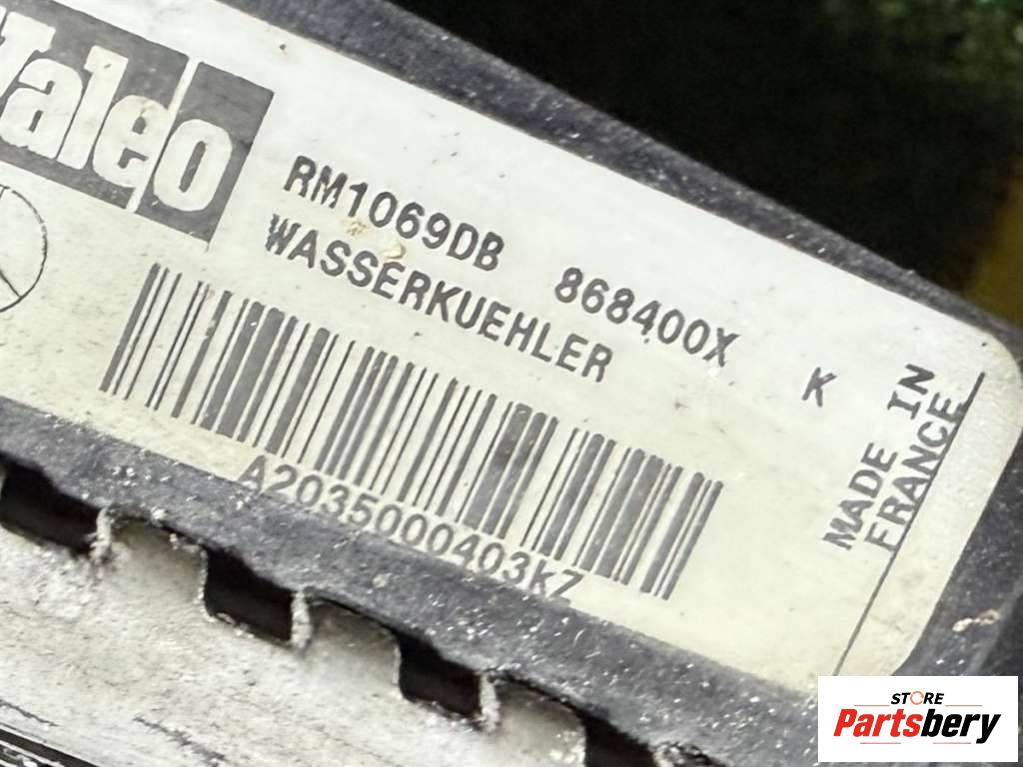 Valeo
RM1069DB 868400X K
WASSERKUEHLER
A2035000403kZ
MADE IN
FRANCE
STORE
Partsbery